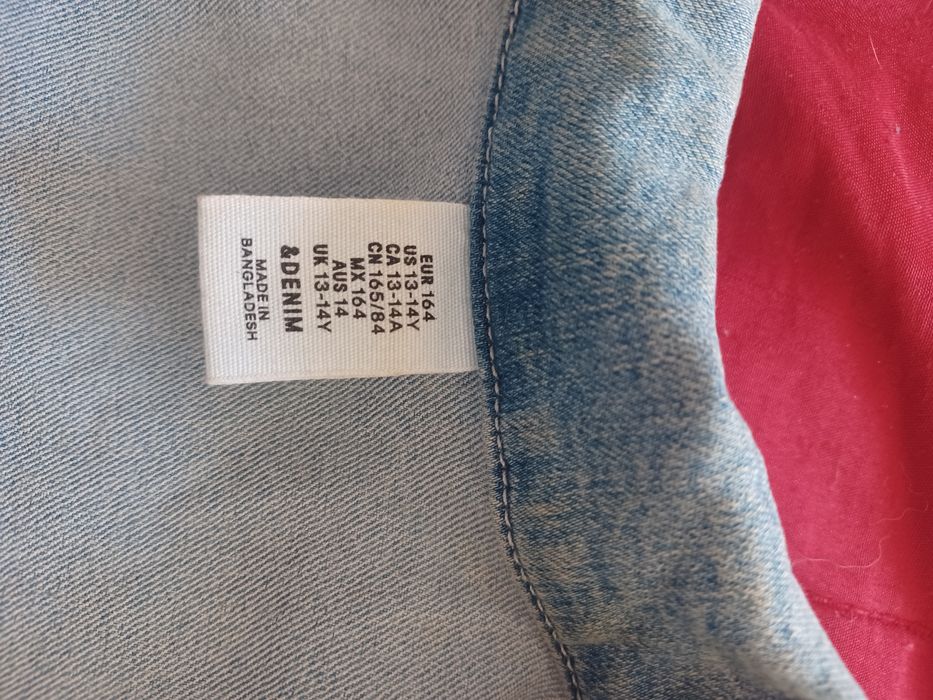 EUR 164
US 13-14Y
CA 13-14A
CN 165/84
MX 164
AUS 14
UK 13-14Y
&DENIM
MADE IN
BANGLADESH